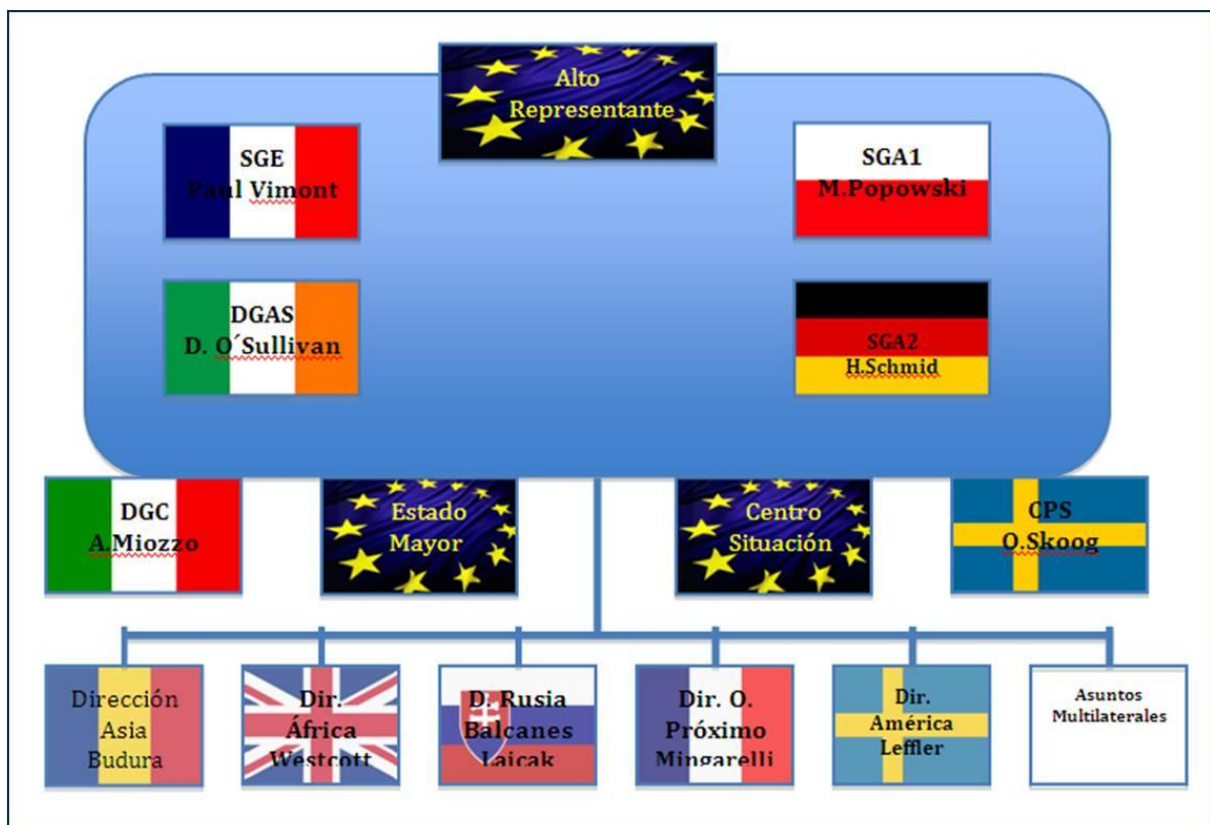 Alto
Representante
SGE
Paul Vimont
SGA1
M.Popowski
DGAS
D. O´Sullivan
SGA2
H.Schmid
DGC
A.Miozzo
Estado
Mayor
Centro
Situación
CPS
O.Skoog
Dirección
Asia
Budura
Dir.
África
Westcott
D. Rusia
Balcanes
Lajcak
Dir. O.
Próximo
Mingarelli
Dir.
América
Leffler
Asuntos
Multilaterales